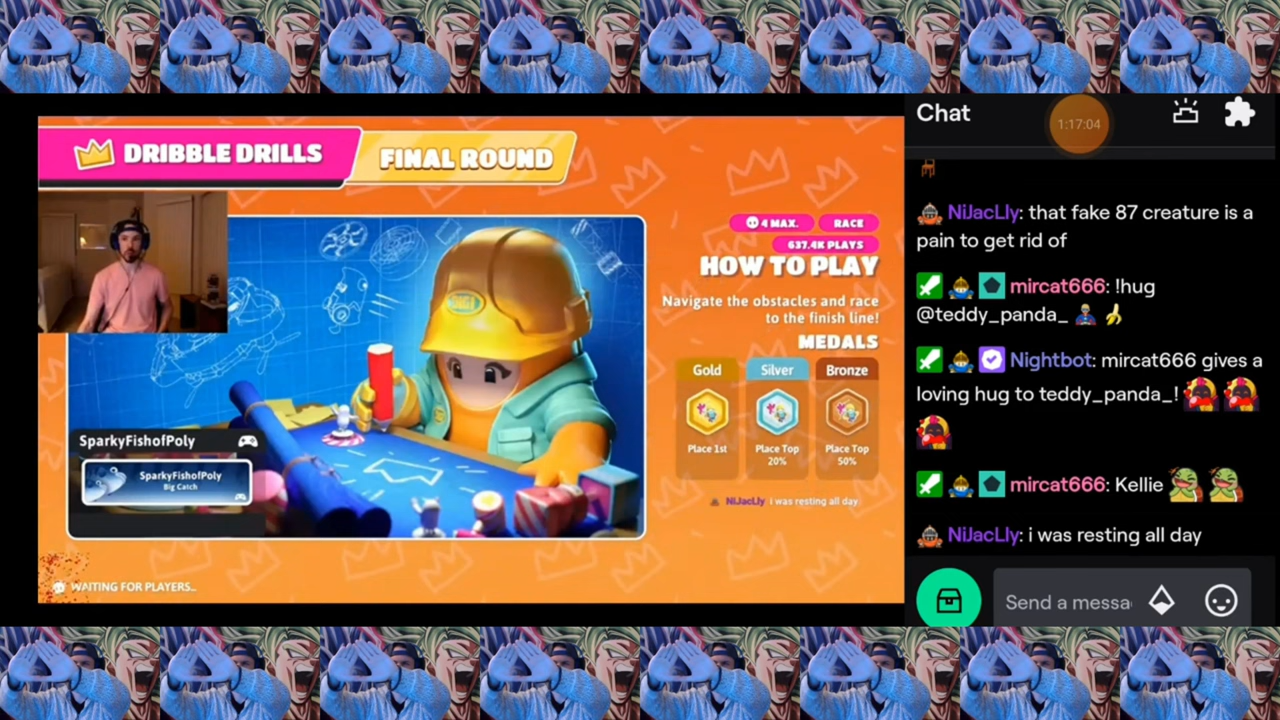 DRIBBLE DRILLS
FINAL ROUND
4 MAX.
RACE
637.4K PLAYS
HOW TO PLAY
Navigate the obstacles and race
to the finish line!
MEDALS
Gold
Silver
Bronze
Place 1st
Place Top
20%
Place Top
50%
NiJacLly i was resting all day
DIGI
SparkyFishofPoly
SparkyFishofPoly
Big Catch
WAITING FOR PLAYERS...
Chat
1:17:04
NiJacLly: that fake 87 creature is a
pain to get rid of
mircat666: !hug
@teddy_panda_
Nightbot: mircat666 gives a
loving hug to teddy_panda_!
mircat666: Kellie
NiJacLly: i was resting all day
Send a messa